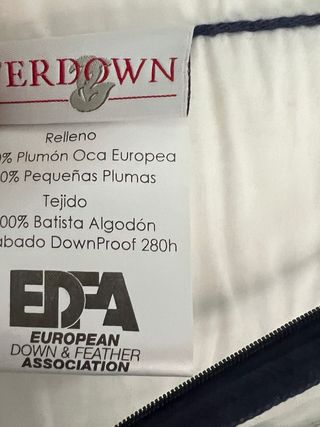 TERDOWN
Relleno
0% Plumón Oca Europea
0% Pequeñas Plumas
Tejido
00% Batista Algodón
abado DownProof 280h
EDFA
EUROPEAN
DOWN & FEATHER
ASSOCIATION